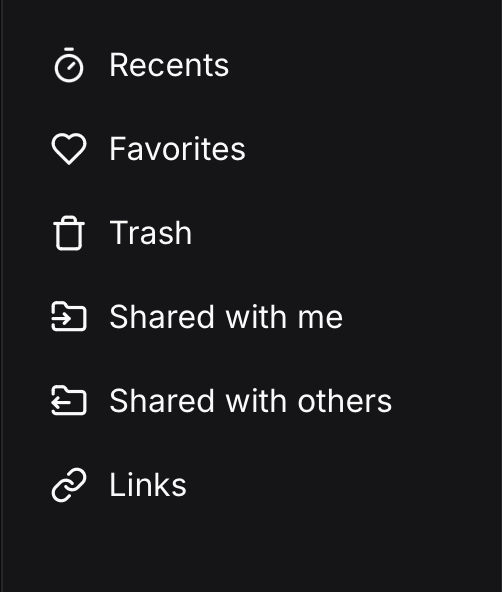 Recents
Favorites
Trash
Shared with me
Shared with others
Links